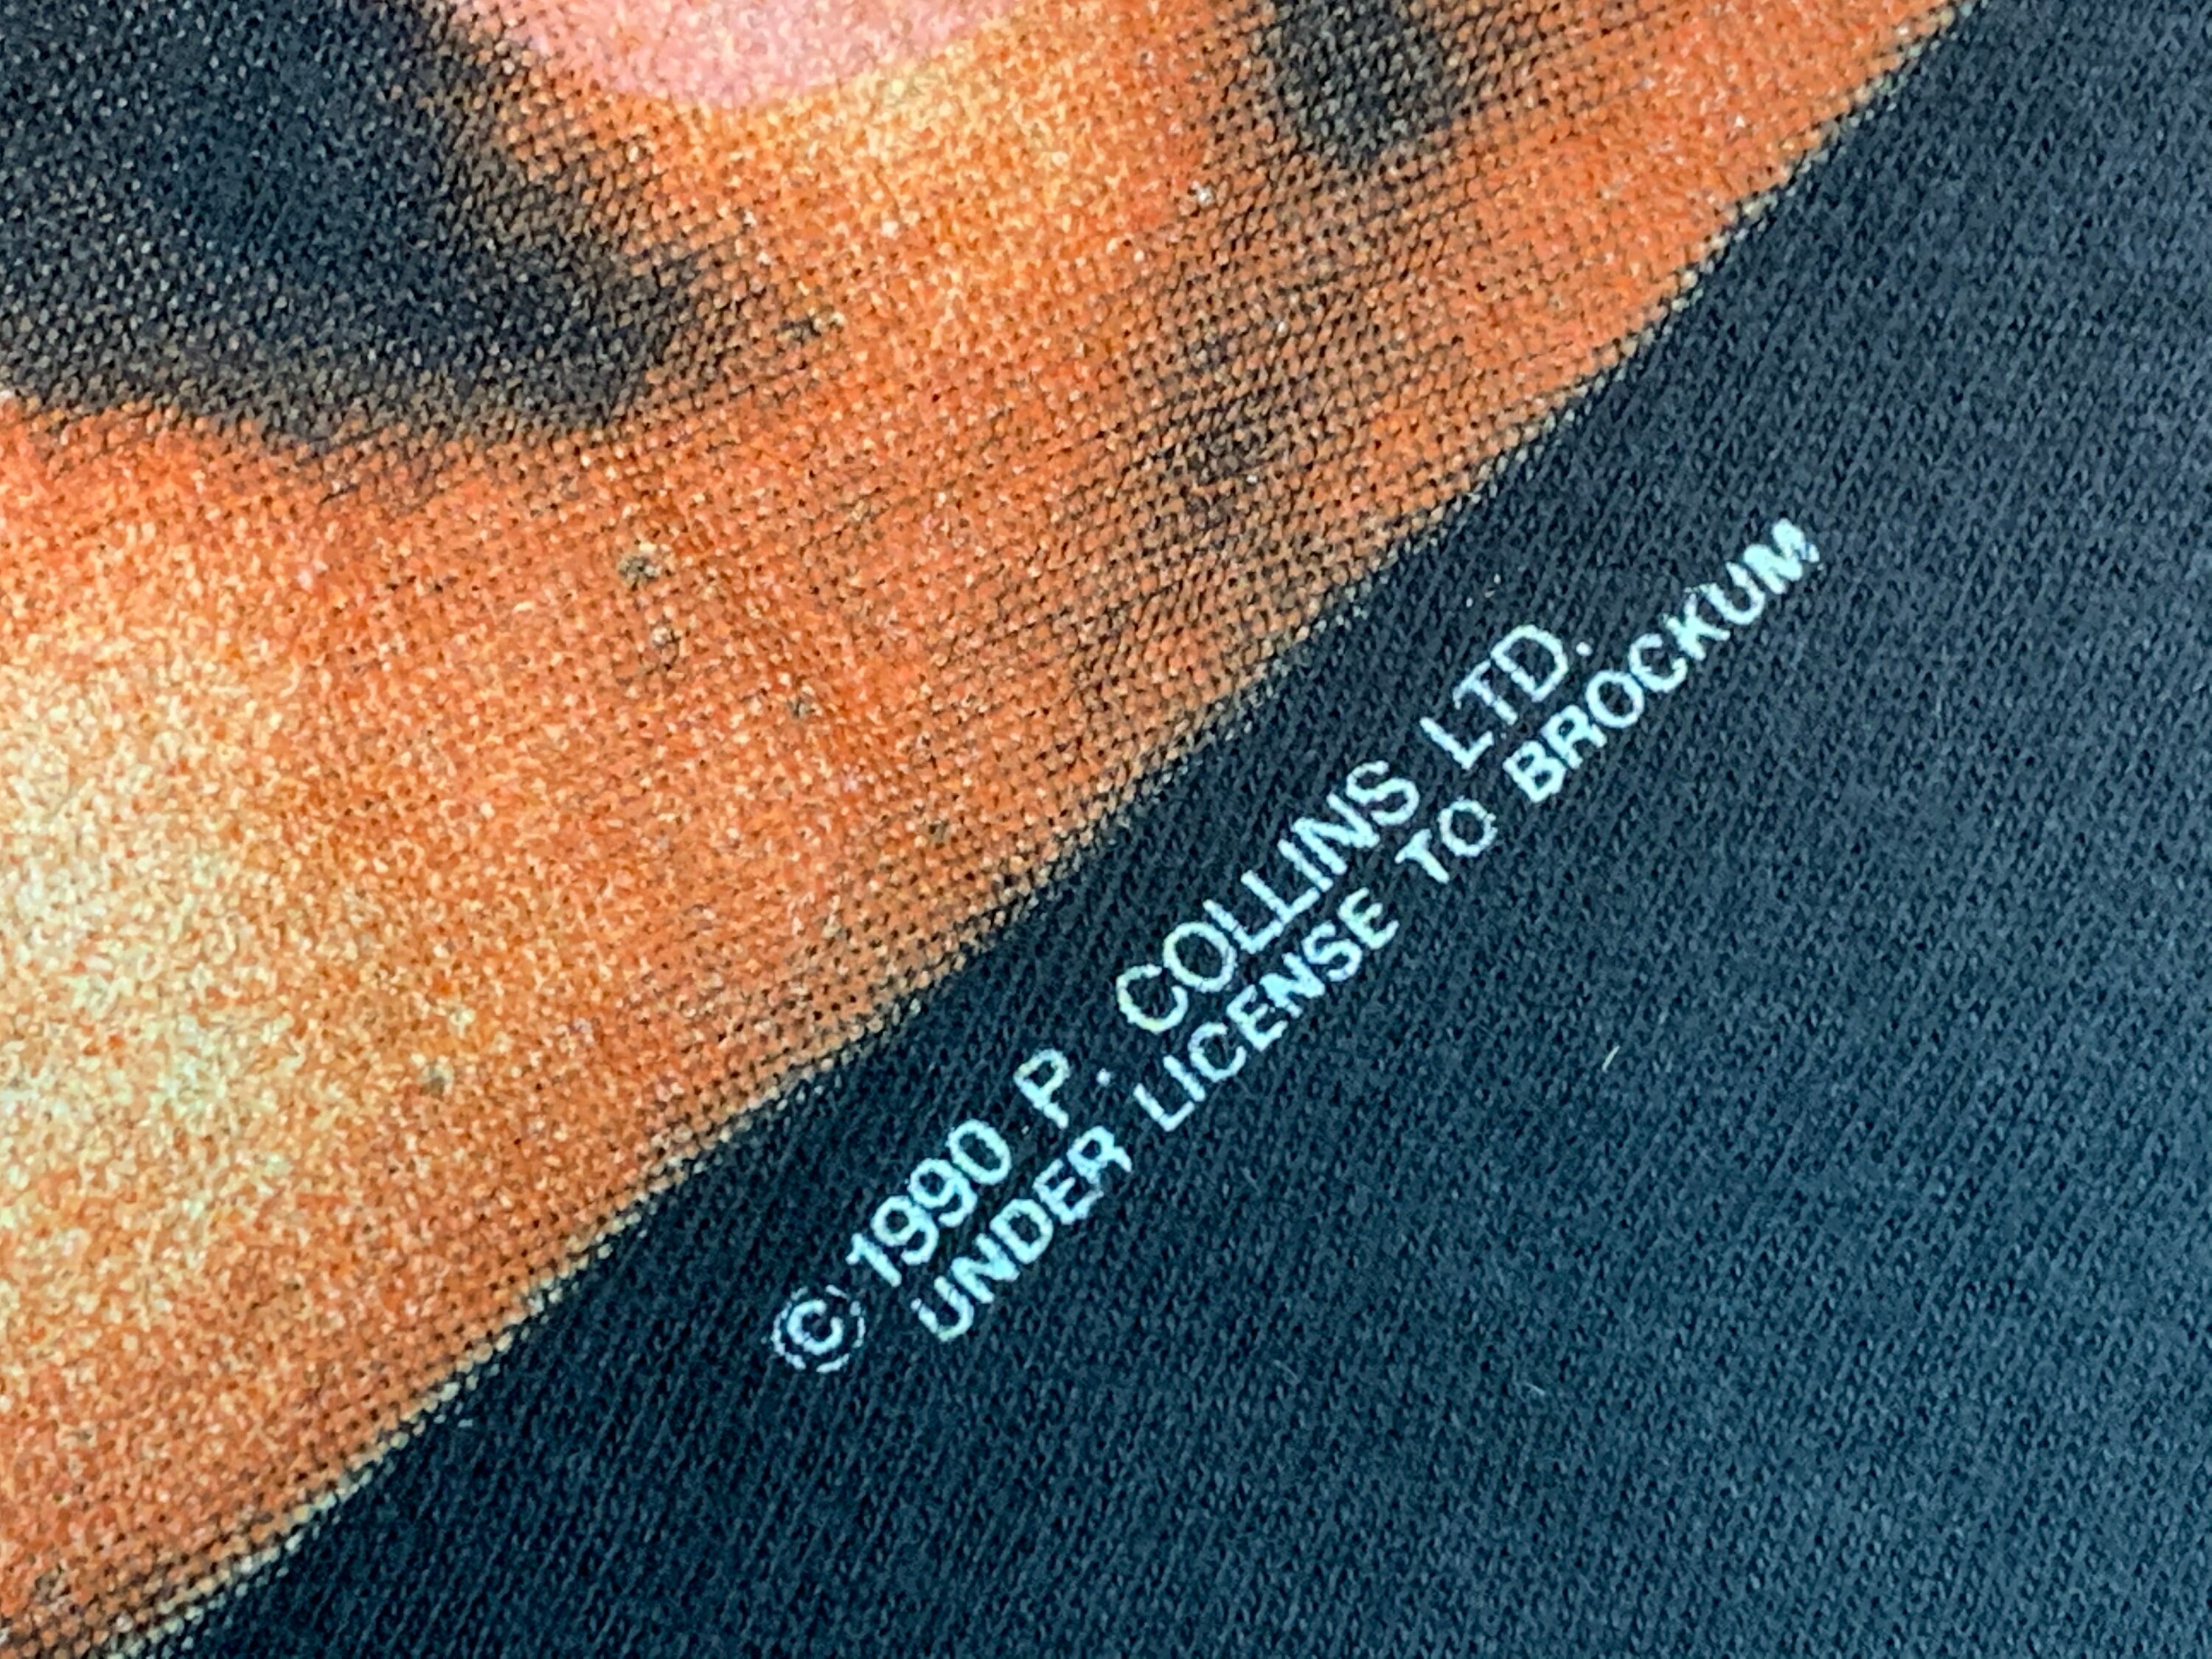 © 1990 P. COLLINS LTD.
UNDER LICENSE TO BROCKUM